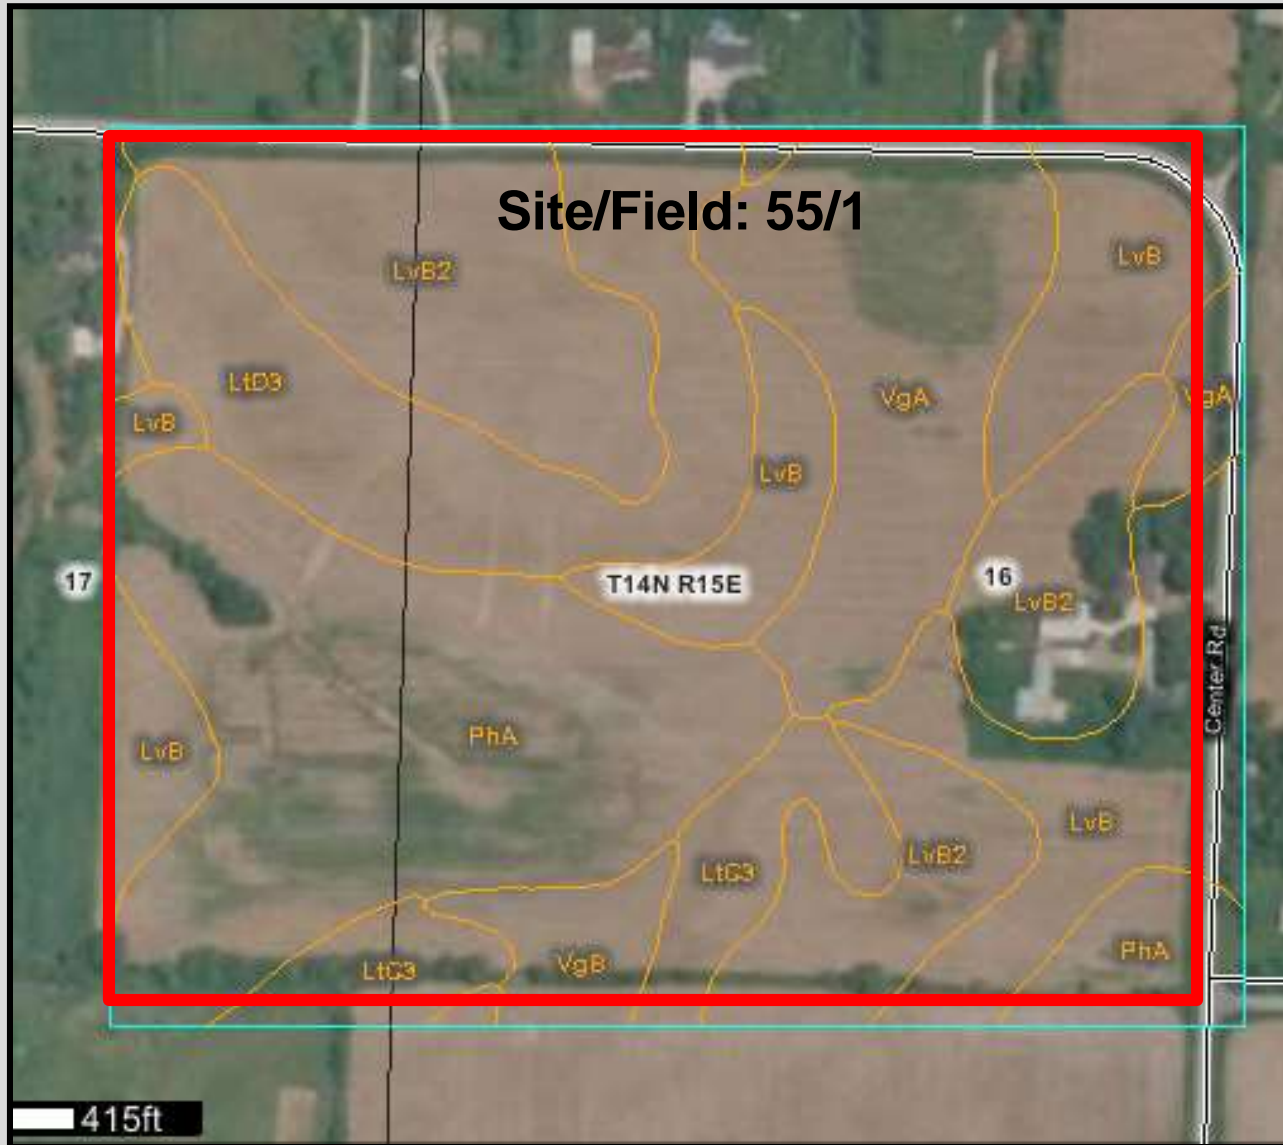 Site/Field: 55/1
LvB2
LvB
LtD3
VgA
VgA
LvB
LvB
17
T14N R15E
16
LvB2
Center Rd
LvB
PhA
LvB
LtC3
LvB2
LtC3
VgB
PhA
415ft